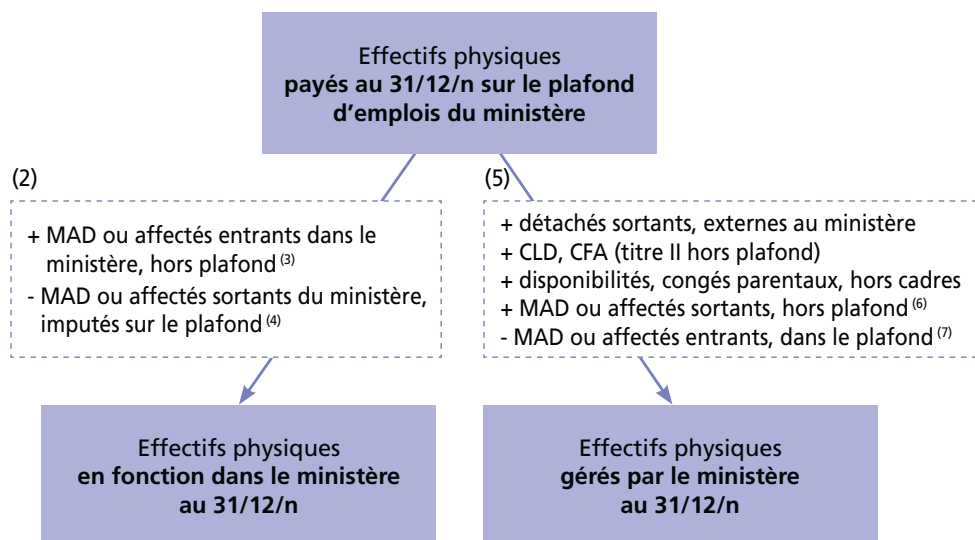 Effectifs physiques
payés au 31/12/n sur le plafond
d'emplois du ministère
(2)
+ MAD ou affectés entrants dans le
ministère, hors plafond (3)
- MAD ou affectés sortants du ministère,
imputés sur le plafond (4)
(5)
+ détachés sortants, externes au ministère
+ CLD, CFA (titre II hors plafond)
+ disponibilités, congés parentaux, hors cadres
+ MAD ou affectés sortants, hors plafond (6)
- MAD ou affectés entrants, dans le plafond (7)
Effectifs physiques
en fonction dans le ministère
au 31/12/n
Effectifs physiques
gérés par le ministère
au 31/12/n